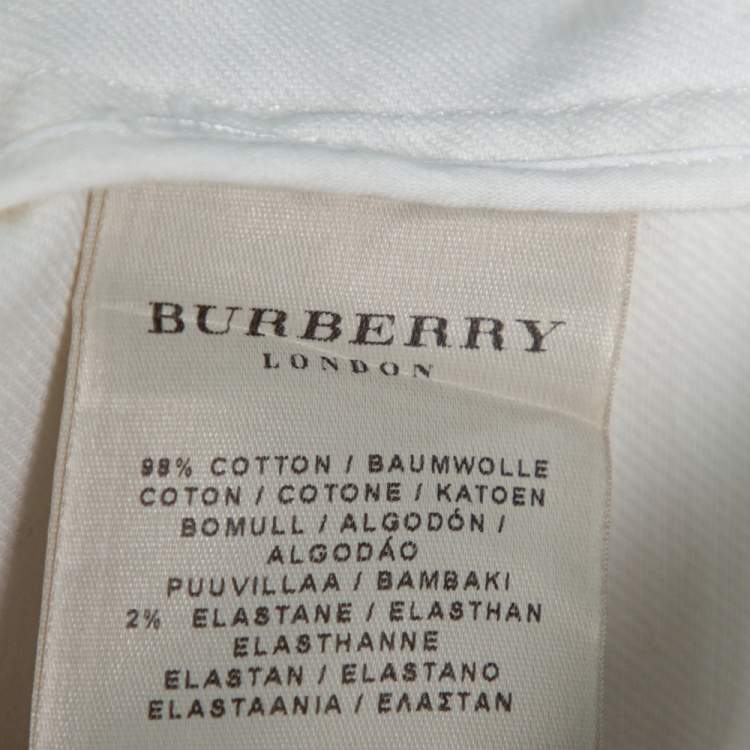 BURBERRY
LONDON
98% COTTON / BAUMWOLLE
COTON / COTONE / KATOEN
BOMULL / ALGODÓN /
ALGODÁO
PUUVILLAA / BAMBAKI
2% ELASTANE / ELASTHAN
ELASTHANNE
ELASTAN / ELASTANO
ELASTAANIA / ΕΛΑΣΤΑΝ